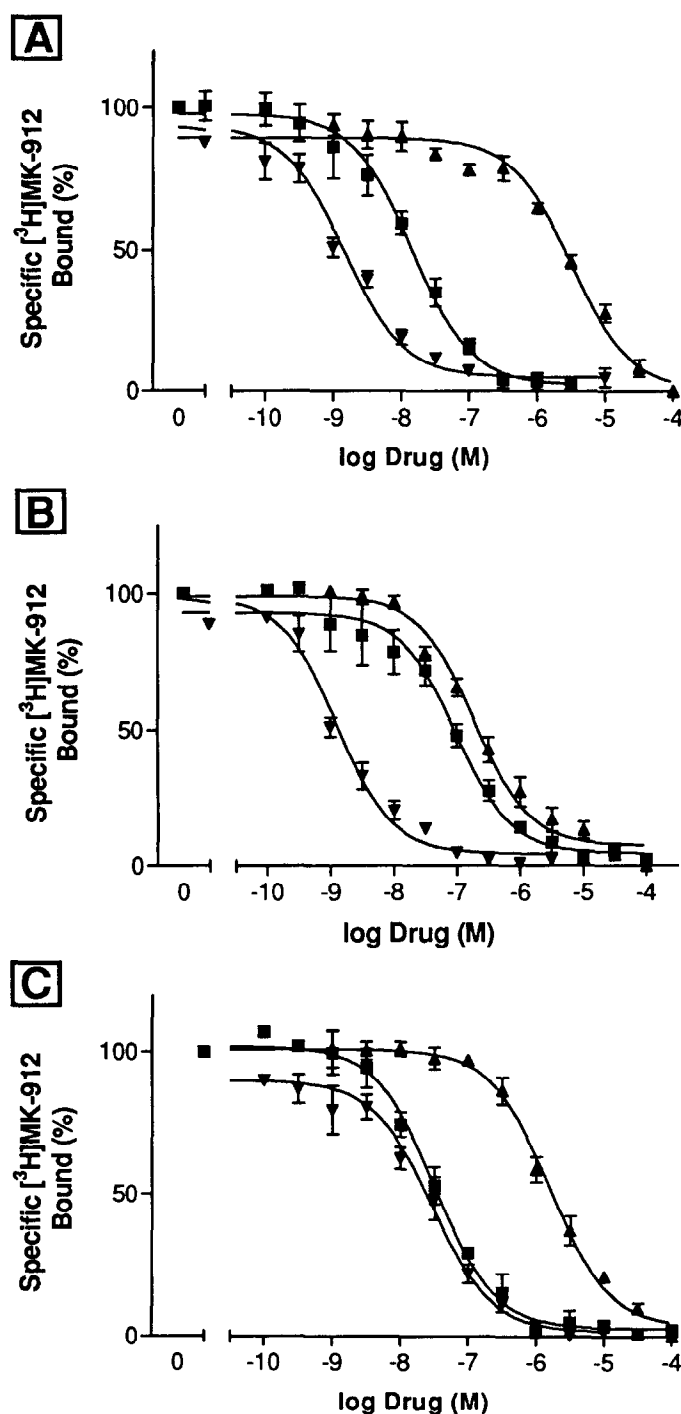 A
Specific [³H]MK-912
Bound (%)
100
50
0
0 -10 -9 -8 -7 -6 -5 -4
log Drug (M)
B
Specific [³H]MK-912
Bound (%)
100
50
0
0 -10 -9 -8 -7 -6 -5 -4
log Drug (M)
C
Specific [³H]MK-912
Bound (%)
100
50
0
0 -10 -9 -8 -7 -6 -5 -4
log Drug (M)